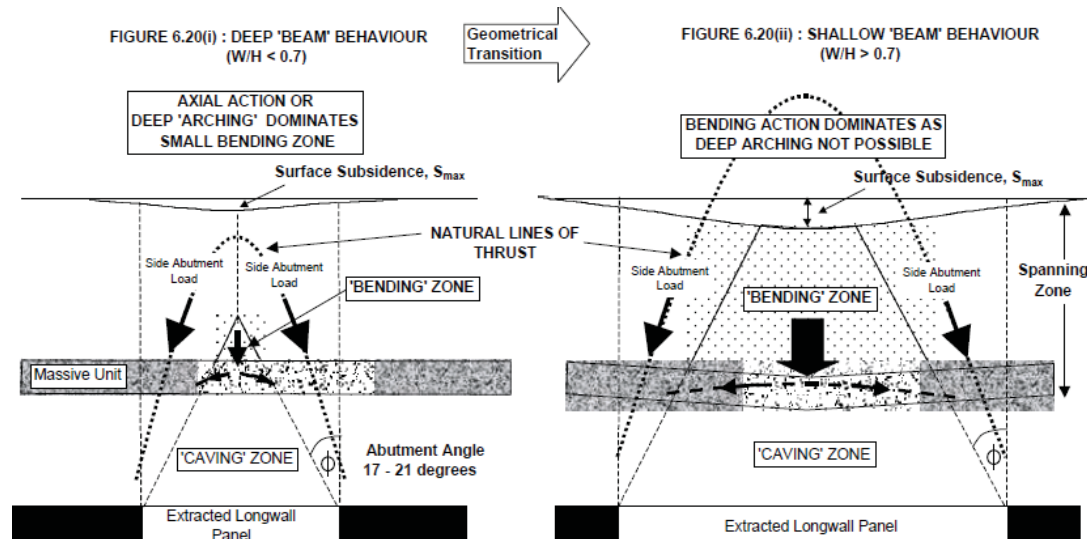 FIGURE 6.20(i) : DEEP 'BEAM' BEHAVIOUR
(W/H < 0.7)
Geometrical
Transition
FIGURE 6.20(ii) : SHALLOW 'BEAM' BEHAVIOUR
(W/H > 0.7)
AXIAL ACTION OR
DEEP 'ARCHING' DOMINATES
SMALL BENDING ZONE
BENDING ACTION DOMINATES AS
DEEP ARCHING NOT POSSIBLE
Surface Subsidence, Smax
Surface Subsidence, Smax
NATURAL LINES OF
THRUST
Side Abutment
Load
Side Abutment
Load
'BENDING' ZONE
Side Abutment
Load
'BENDING' ZONE
Side Abutment
Load
Spanning
Zone
Massive Unit
'CAVING' ZONE
ϕ
Abutment Angle
17 - 21 degrees
'CAVING' ZONE
ϕ
Extracted Longwall
Panel
Extracted Longwall Panel